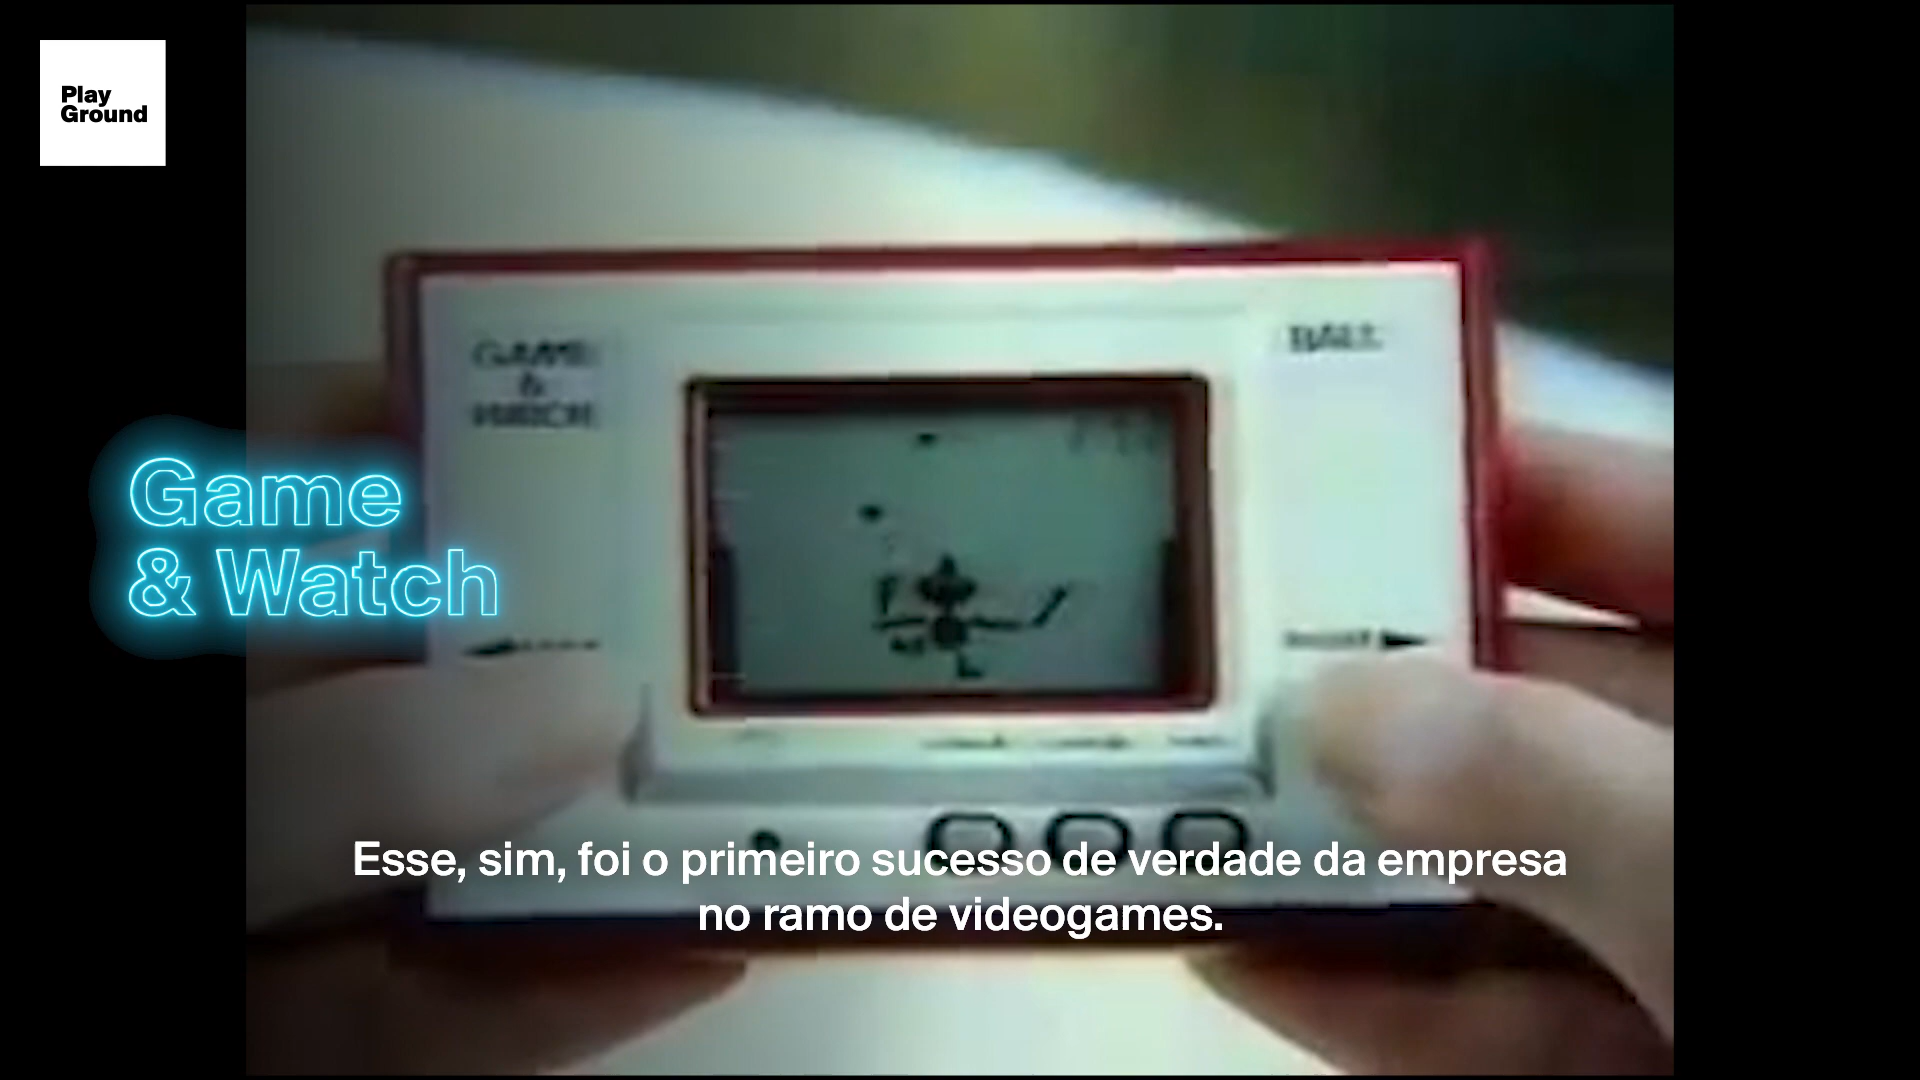 Play
Ground
GAME
&
WATCH
BALL
Game
& Watch
Esse, sim, foi o primeiro sucesso de verdade da empresa
no ramo de videogames.